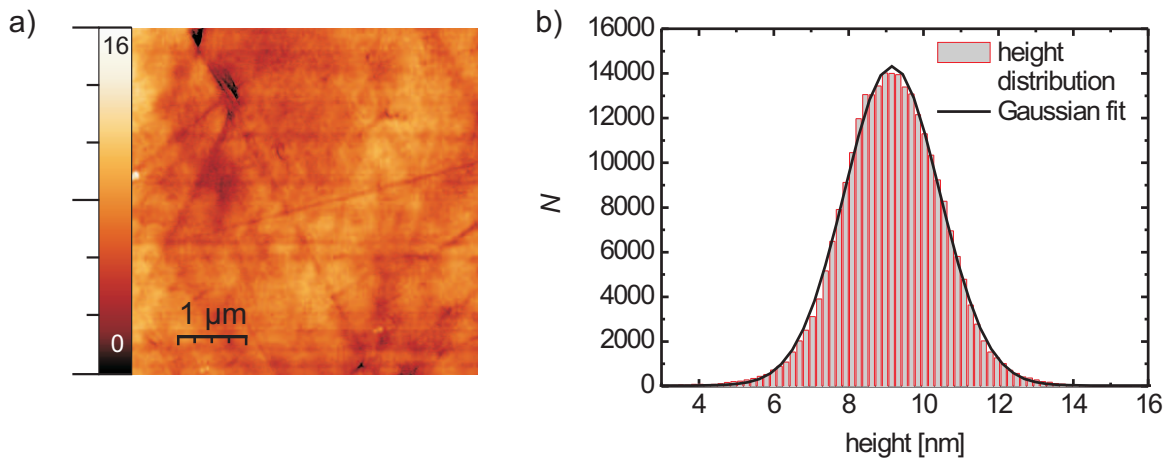 a)
16
0
1 µm
b)
N
16000
14000
12000
10000
8000
6000
4000
2000
0
4 6 8 10 12 14 16
height [nm]
height
distribution
Gaussian fit